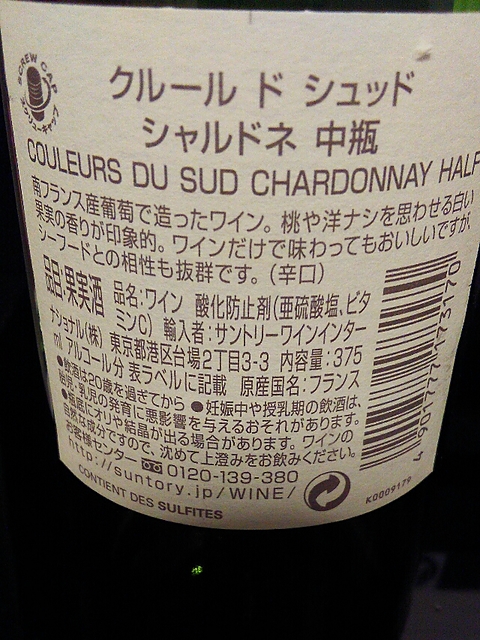 SCREW CAP
スクリューキャップ
クルール ド シュッド
シャルドネ 中瓶
COULEURS DU SUD CHARDONNAY HALF
南フランス産葡萄で造ったワイン。桃や洋ナシを思わせる白い
果実の香りが印象的。ワインだけで味わってもおいしいですが、
シーフードとの相性も抜群です。(辛口)
品目:果実酒 品名:ワイン 酸化防止剤(亜硫酸塩、ビタ
ミンC) 輸入者:サントリーワインインター
ナショナル(株) 東京都港区台場2丁目3-3 内容量:375
ml アルコール分 表ラベルに記載 原産国名:フランス
●飲酒は20歳を過ぎてから ●妊娠中や授乳期の飲酒は、
胎児・乳児の発育に悪影響を与えるおそれがあります。
●瓶底にオリや結晶が出る場合があります。ワインの
自然な成分ですので、沈めて上澄みをお飲みください。
お客様センター 0120-139-380
http://suntory.jp/WINE/
CONTIENT DES SULFITES
K0009179
4 901777 173170